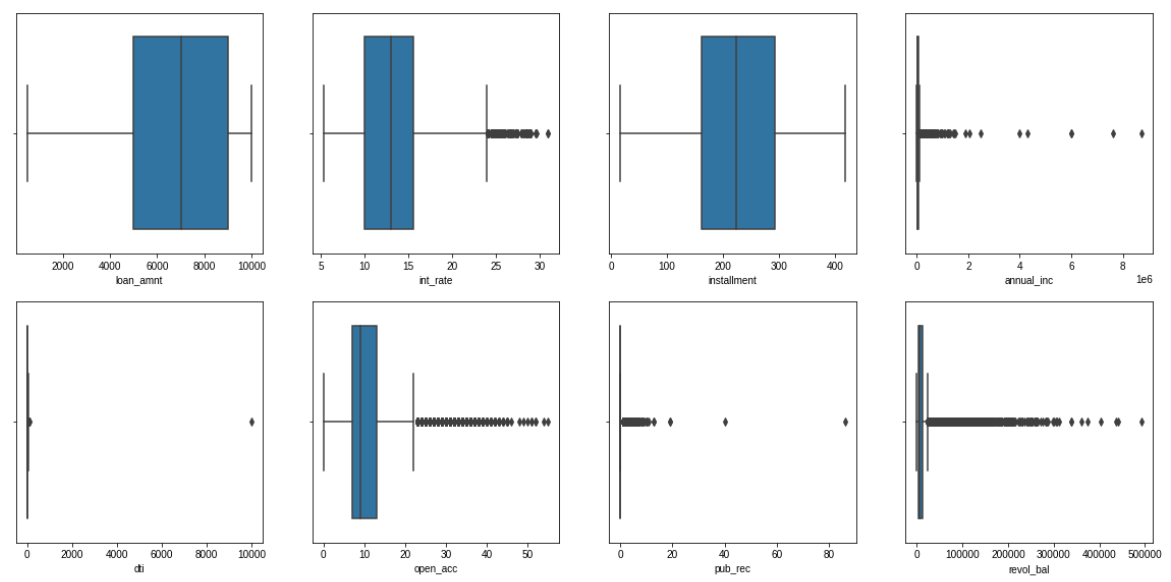 2000 4000 6000 8000 10000
loan_amnt
5 10 15 20 25 30
int_rate
0 100 200 300 400
installment
0 2 4 6 8
annual_inc
1e6
0 2000 4000 6000 8000 10000
dti
0 10 20 30 40 50
open_acc
0 20 40 60 80
pub_rec
0 100000 200000 300000 400000 500000
revol_bal